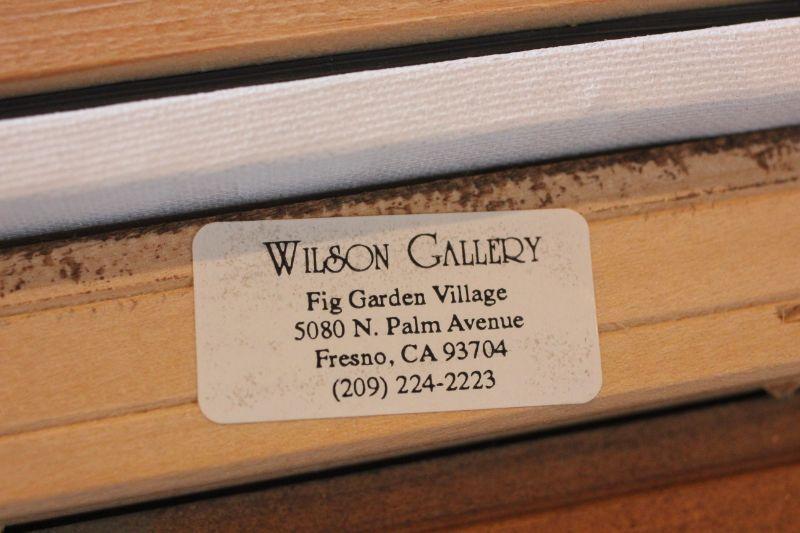 WILSON GALLERY
Fig Garden Village
5080 N. Palm Avenue
Fresno, CA 93704
(209) 224-2223